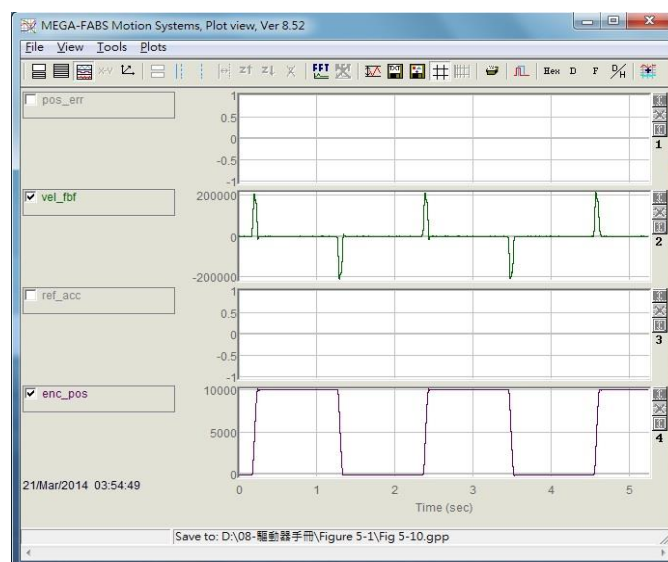 MEGA-FABS Motion Systems, Plot view, Ver 8.52
File View Tools Plots
X-Y FFT Hex D F D/H
pos_err
1
0.5
0
-0.5
-1
1
vel_fbf
200000
0
-200000
2
ref_acc
1
0.5
0
-0.5
-1
3
enc_pos
10000
5000
0
4
21/Mar/2014 03:54:49
0 1 2 3 4 5
Time (sec)
Save to: D:\08-驅動器手冊\Figure 5-1\Fig 5-10.gpp